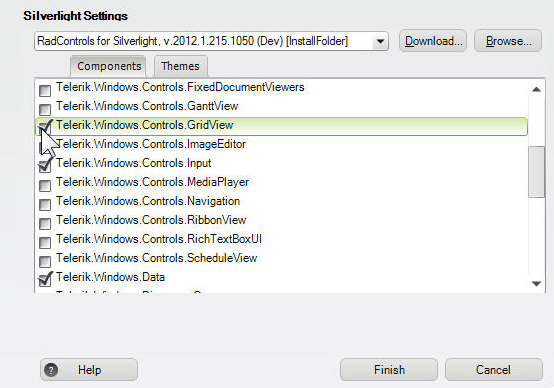 Silverlight Settings
RadControls for Silverlight, v.2012.1.215.1050 (Dev) [InstallFolder]
Download...
Browse...
Components
Themes
Telerik.Windows.Controls.FixedDocumentViewers
Telerik.Windows.Controls.GanttView
Telerik.Windows.Controls.GridView
Telerik.Windows.Controls.ImageEditor
Telerik.Windows.Controls.Input
Telerik.Windows.Controls.MediaPlayer
Telerik.Windows.Controls.Navigation
Telerik.Windows.Controls.RibbonView
Telerik.Windows.Controls.RichTextBoxUI
Telerik.Windows.Controls.ScheduleView
Telerik.Windows.Data
? Help
Finish
Cancel